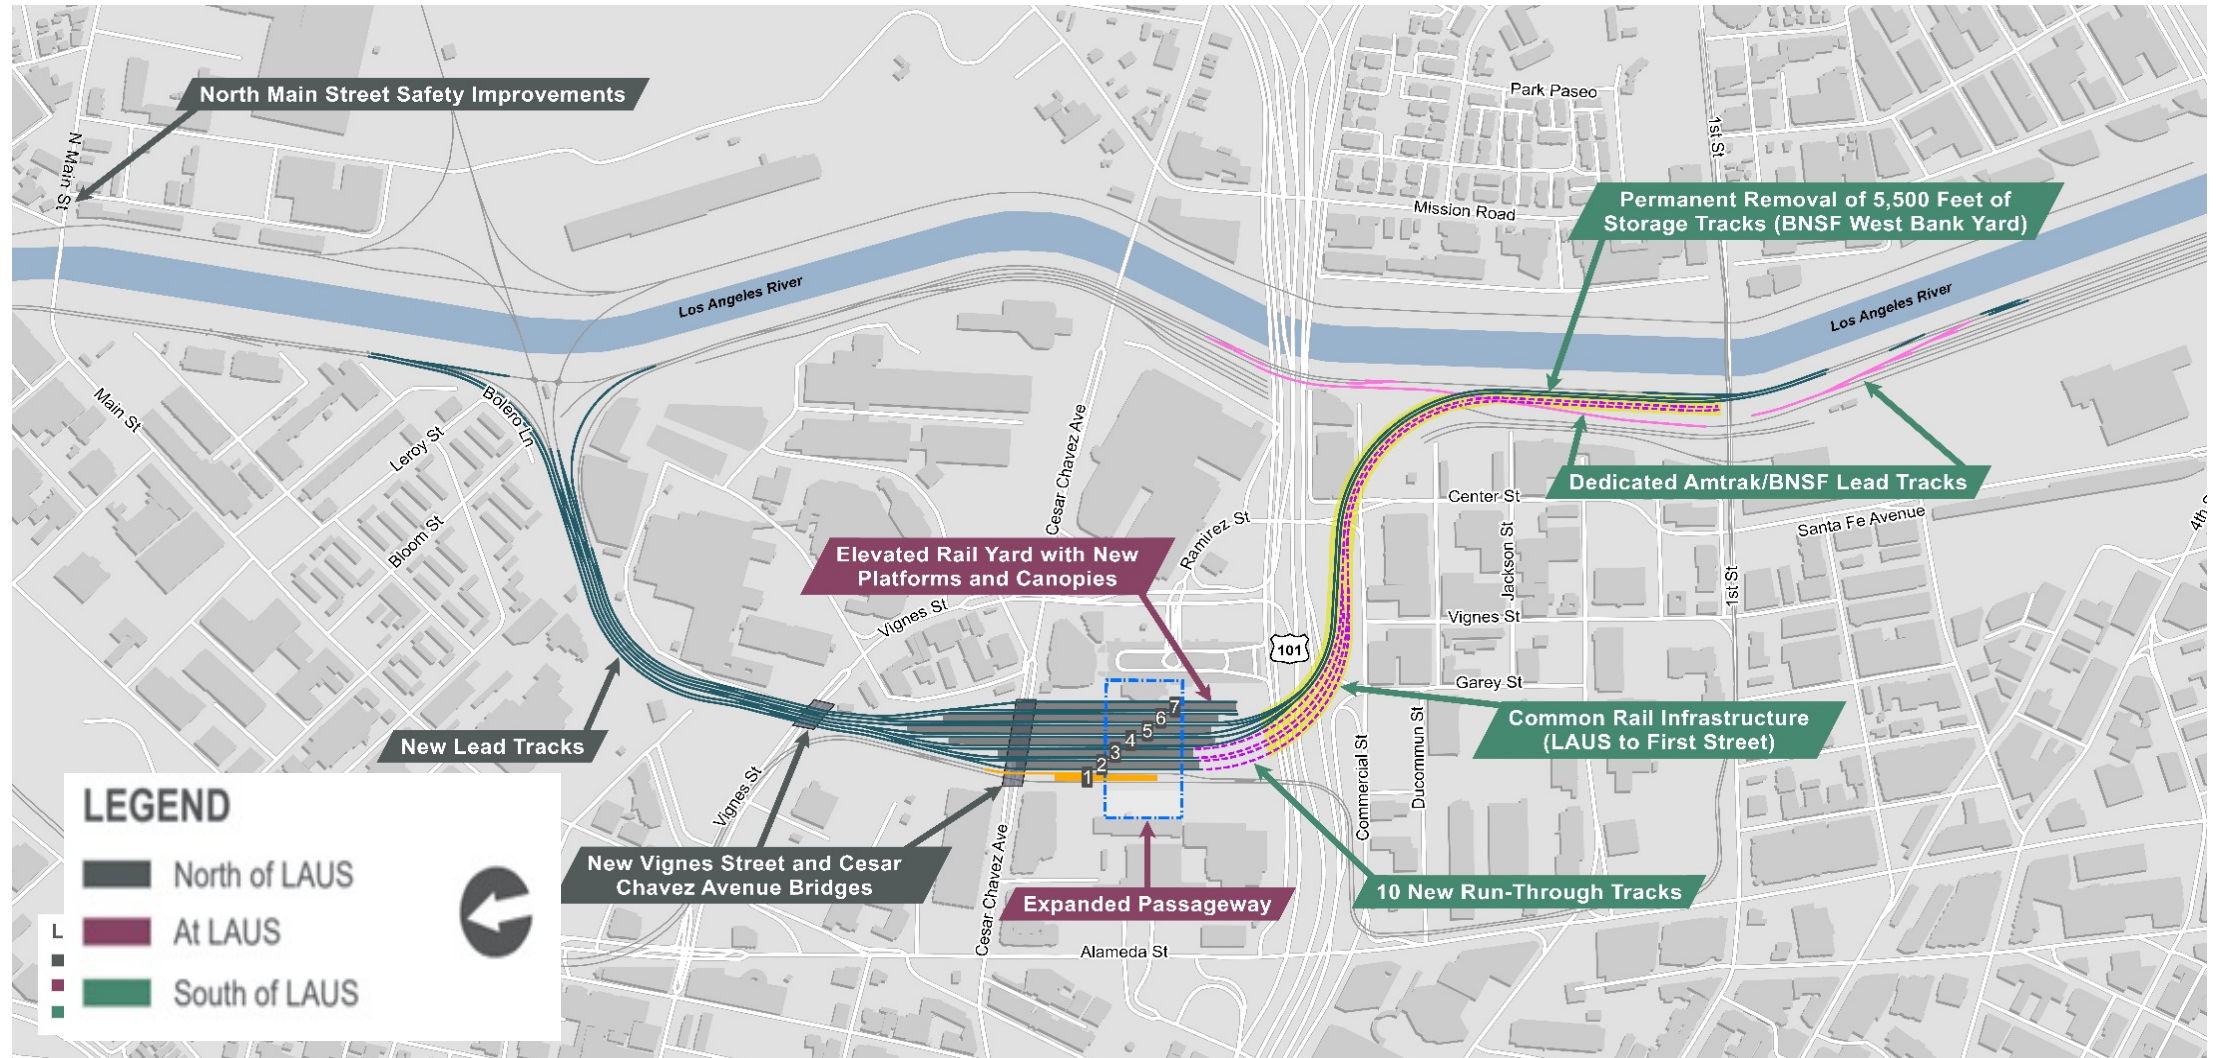 Park Paseo
North Main Street Safety Improvements
N Main St
1st St
Permanent Removal of 5,500 Feet of
Storage Tracks (BNSF West Bank Yard)
Mission Road
Los Angeles River
Los Angeles River
Main St
Bolero Ln
Leroy St
Cesar Chavez Ave
Dedicated Amtrak/BNSF Lead Tracks
Center St
Santa Fe Avenue
Ramirez St
Bloom St
Jackson St
Elevated Rail Yard with New
Platforms and Canopies
1st St
Vignes St
Vignes St
101
Garey St
Common Rail Infrastructure
(LAUS to First Street)
7
6
5
4
3
2
1
New Lead Tracks
Vignes St
Commercial St
Ducommun St
New Vignes Street and Cesar
Chavez Avenue Bridges
Cesar Chavez Ave
Expanded Passageway
10 New Run-Through Tracks
Alameda St
LEGEND
North of LAUS
At LAUS
South of LAUS
L